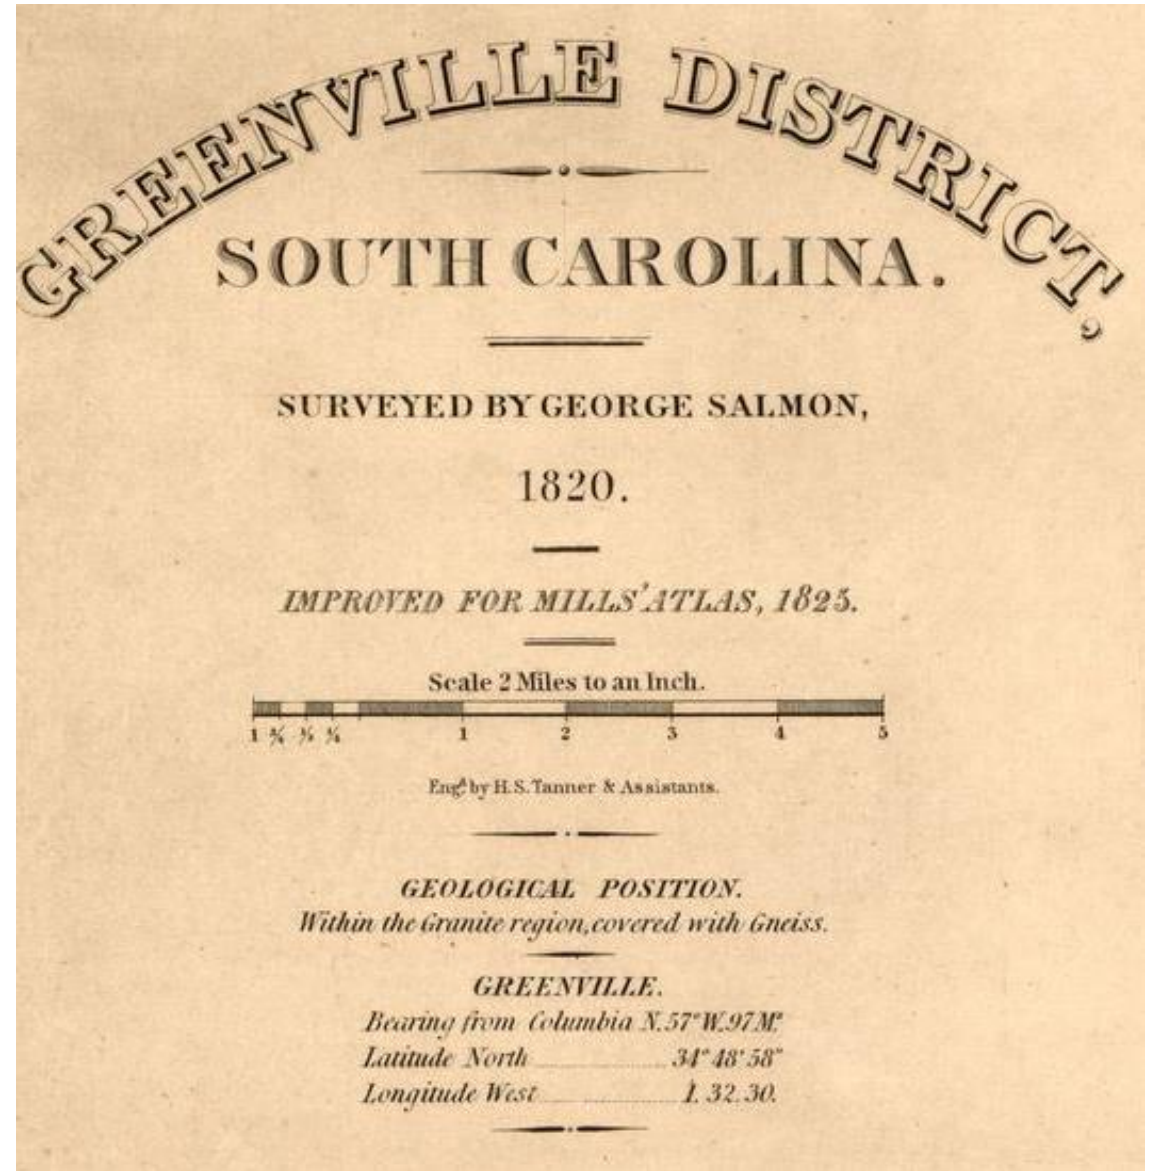 GREENVILLE DISTRICT.
SOUTH CAROLINA.
SURVEYED BY GEORGE SALMON,
1820.
IMPROVED FOR MILLS' ATLAS, 1825.
Scale 2 Miles to an Inch.
1 ¾ ½ ¼ 1 2 3 4 5
Engd. by H.S. Tanner & Assistants.
GEOLOGICAL POSITION.
Within the Granite region, covered with Gneiss.
GREENVILLE.
Bearing from Columbia N. 57° W. 97 Ms.
Latitude North 34° 48' 58"
Longitude West 1. 32. 30.